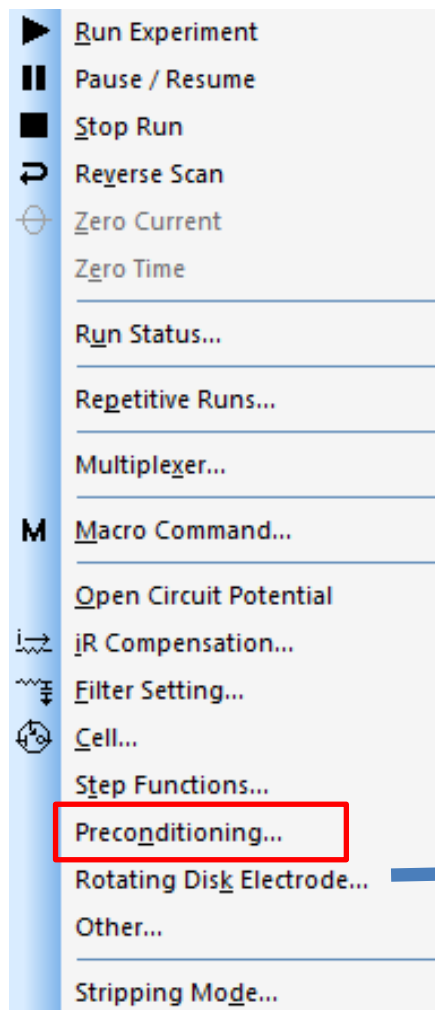 Run Experiment
Pause / Resume
Stop Run
Reverse Scan
Zero Current
Zero Time
Run Status...
Repetitive Runs...
Multiplexer...
M Macro Command...
Open Circuit Potential
i iR Compensation...
Filter Setting...
Cell...
Step Functions...
Preconditioning...
Rotating Disk Electrode...
Other...
Stripping Mode...